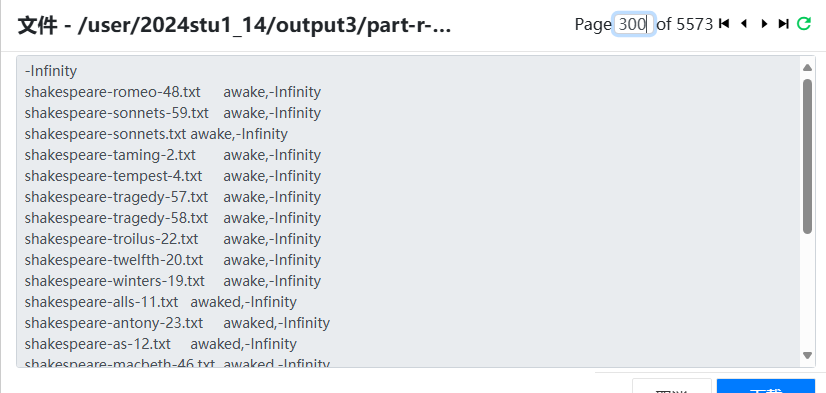 文件 - /user/2024stu1_14/output3/part-r-...
Page 300 of 5573
-Infinity
shakespeare-romeo-48.txt awake,-Infinity
shakespeare-sonnets-59.txt awake,-Infinity
shakespeare-sonnets.txt awake,-Infinity
shakespeare-taming-2.txt awake,-Infinity
shakespeare-tempest-4.txt awake,-Infinity
shakespeare-tragedy-57.txt awake,-Infinity
shakespeare-tragedy-58.txt awake,-Infinity
shakespeare-troilus-22.txt awake,-Infinity
shakespeare-twelfth-20.txt awake,-Infinity
shakespeare-winters-19.txt awake,-Infinity
shakespeare-alls-11.txt awaked,-Infinity
shakespeare-antony-23.txt awaked,-Infinity
shakespeare-as-12.txt awaked,-Infinity
shakespeare-macbeth-46.txt awaked,-Infinity